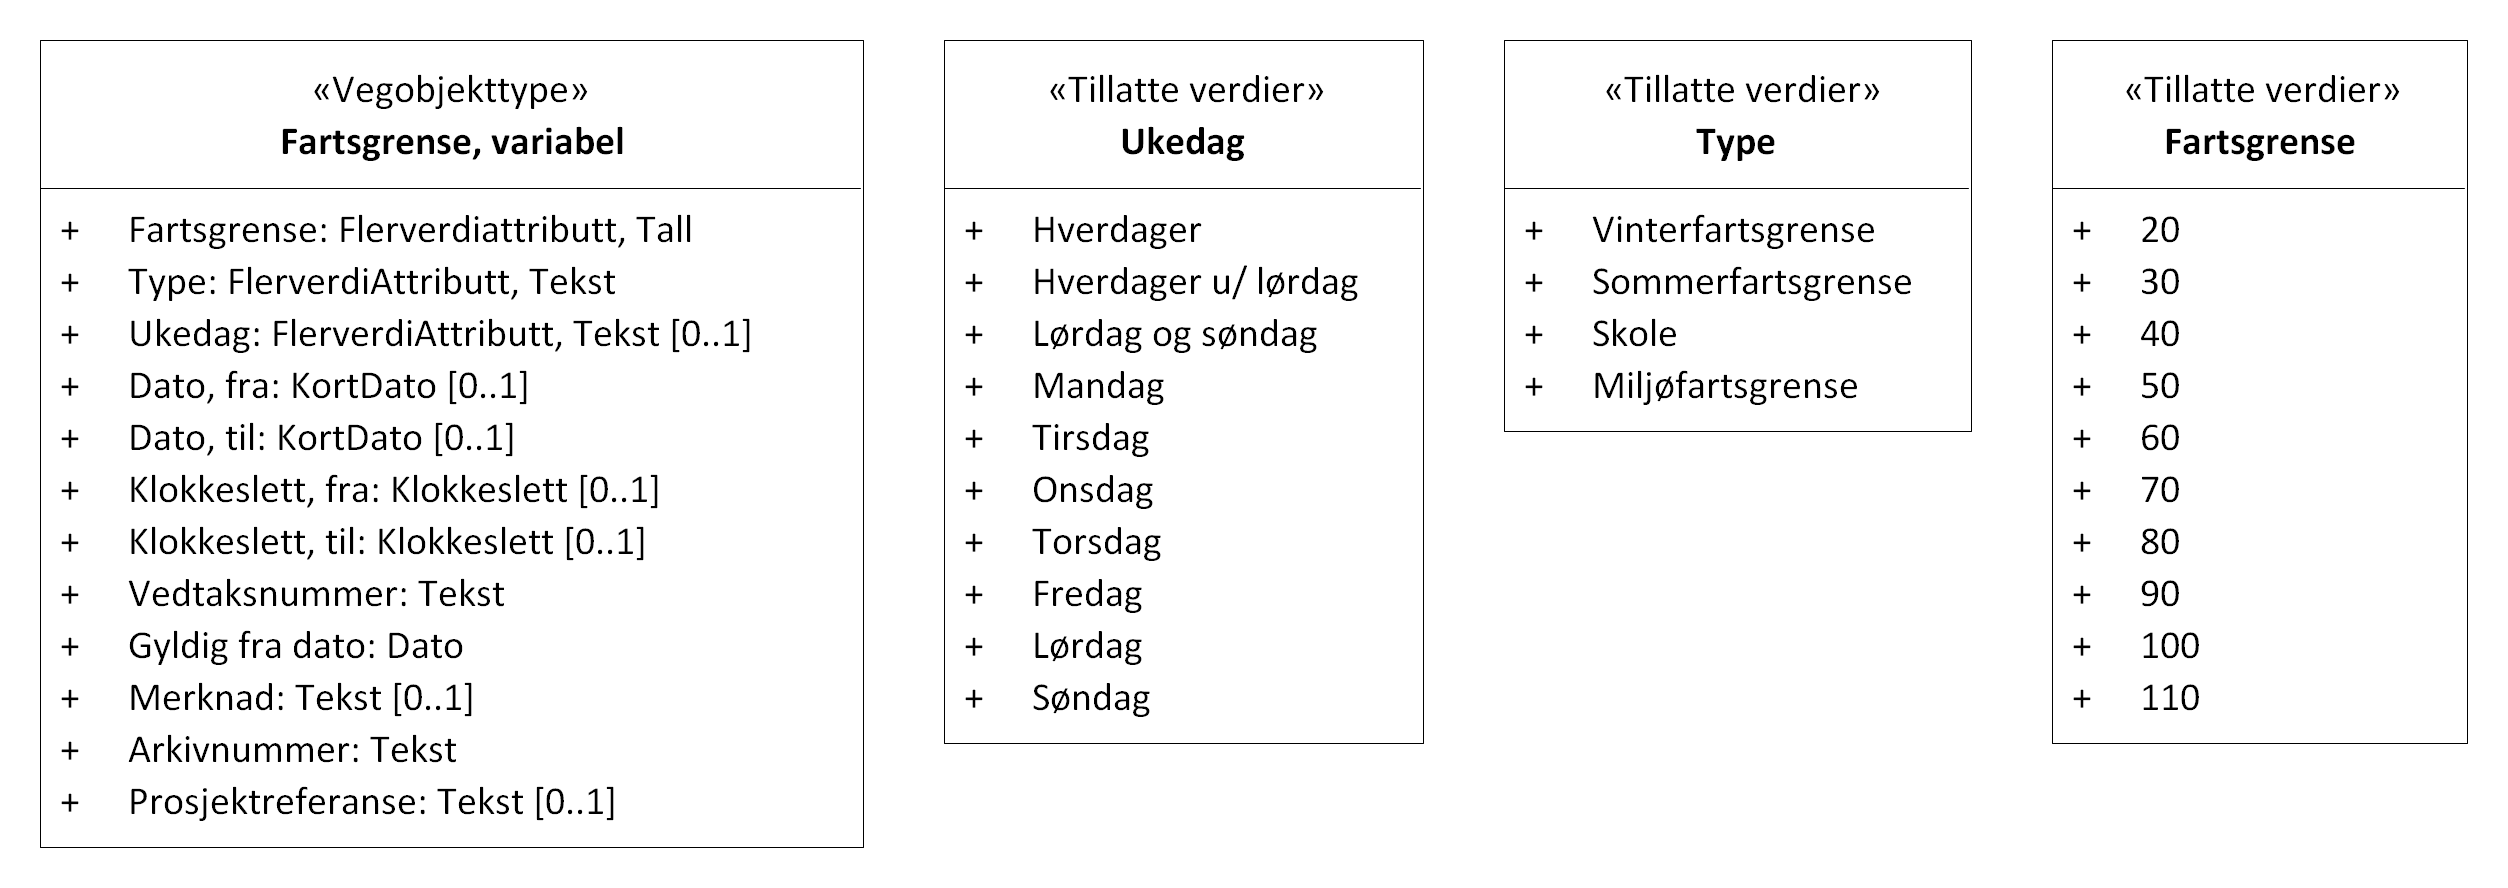 «Vegobjekttype»
Fartsgrense, variabel
+ Fartsgrense: Flerverdiattributt, Tall
+ Type: FlerverdiAttributt, Tekst
+ Ukedag: FlerverdiAttributt, Tekst [0..1]
+ Dato, fra: KortDato [0..1]
+ Dato, til: KortDato [0..1]
+ Klokkeslett, fra: Klokkeslett [0..1]
+ Klokkeslett, til: Klokkeslett [0..1]
+ Vedtaksnummer: Tekst
+ Gyldig fra dato: Dato
+ Merknad: Tekst [0..1]
+ Arkivnummer: Tekst
+ Prosjektreferanse: Tekst [0..1]
«Tillatte verdier»
Ukedag
+ Hverdager
+ Hverdager u/ lørdag
+ Lørdag og søndag
+ Mandag
+ Tirsdag
+ Onsdag
+ Torsdag
+ Fredag
+ Lørdag
+ Søndag
«Tillatte verdier»
Type
+ Vinterfartsgrense
+ Sommerfartsgrense
+ Skole
+ Miljøfartsgrense
«Tillatte verdier»
Fartsgrense
+ 20
+ 30
+ 40
+ 50
+ 60
+ 70
+ 80
+ 90
+ 100
+ 110